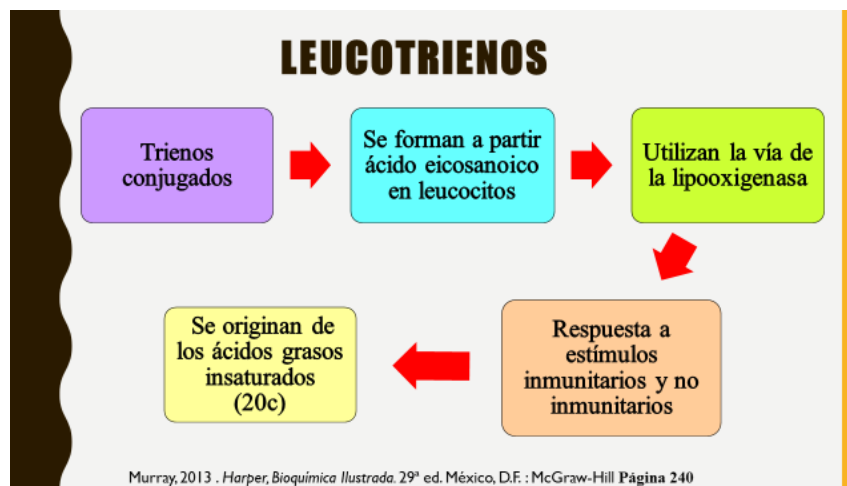 LEUCOTRIENOS
Trienos
conjugados
Se forman a partir
ácido eicosanoico
en leucocitos
Utilizan la vía de
la lipooxigenasa
Respuesta a
estímulos
inmunitarios y no
inmunitarios
Se originan de
los ácidos grasos
insaturados
(20c)
Murray, 2013 . Harper, Bioquímica Ilustrada. 29ª ed. México, D.F. : McGraw-Hill Página 240